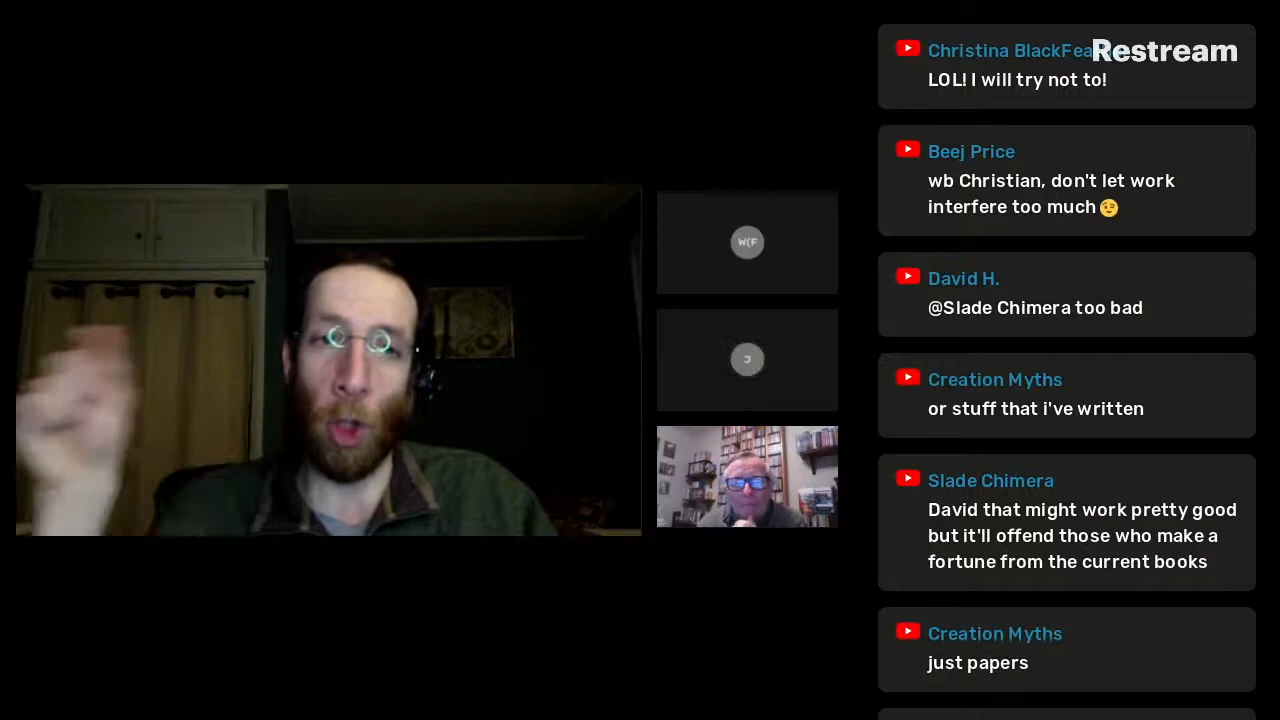 Christina BlackFea
Restream
LOL! I will try not to!
Beej Price
wb Christian, don't let work
interfere too much
W(F
David H.
@Slade Chimera too bad
J
Creation Myths
or stuff that i've written
Slade Chimera
David that might work pretty good
but it'll offend those who make a
fortune from the current books
Creation Myths
just papers